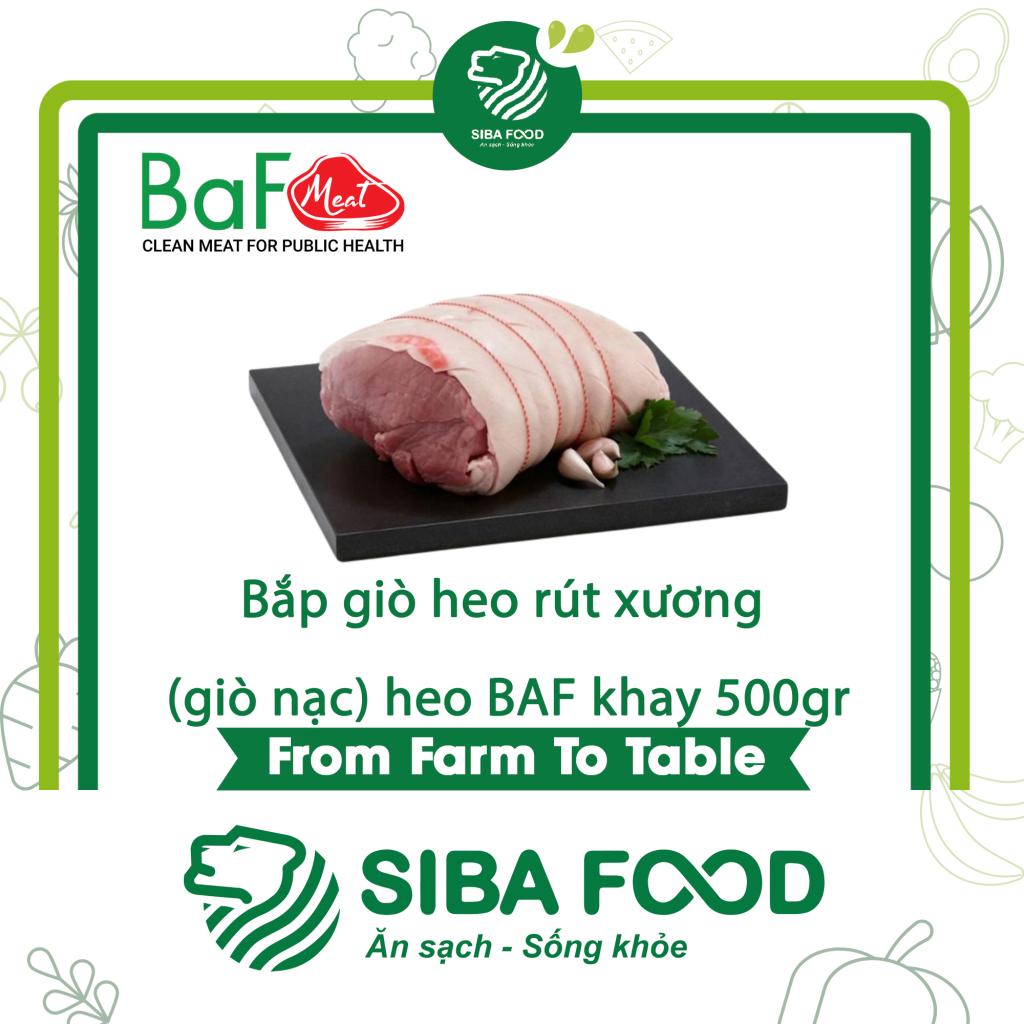 SIBA FOOD
Ăn sạch - Sống khỏe
BaF Meat
CLEAN MEAT FOR PUBLIC HEALTH
Bắp giò heo rút xương
(giò nạc) heo BAF khay 500gr
From Farm To Table
SIBA FOOD
Ăn sạch - Sống khỏe